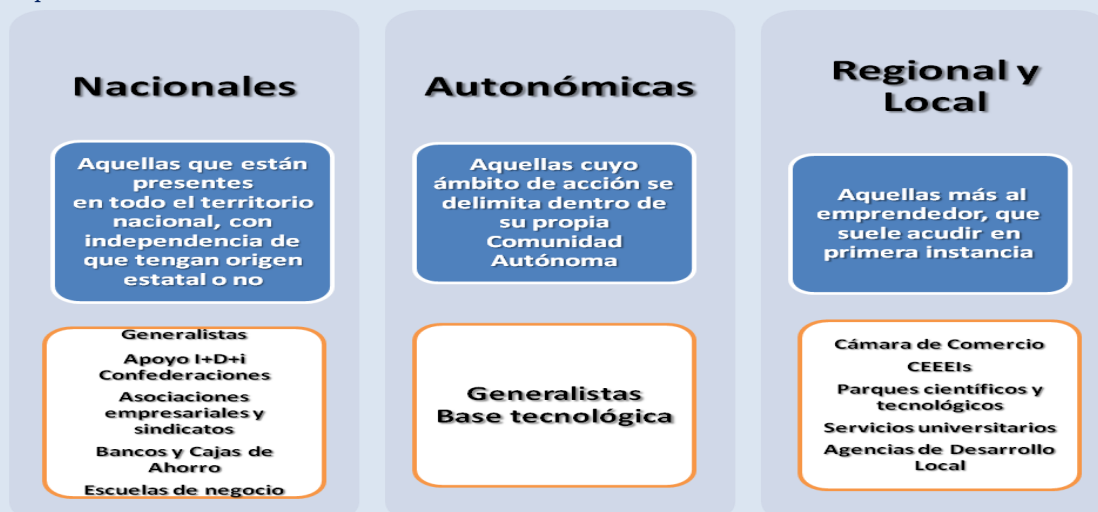 Nacionales
Aquellas que están
presentes
en todo el territorio
nacional, con
independencia de
que tengan origen
estatal o no
Generalistas
Apoyo I+D+i
Confederaciones
Asociaciones
empresariales y
sindicatos
Bancos y Cajas de
Ahorro
Escuelas de negocio
Autonómicas
Aquellas cuyo
ámbito de acción se
delimita dentro de
su propia
Comunidad
Autónoma
Generalistas
Base tecnológica
Regional y
Local
Aquellas más al
emprendedor, que
suele acudir en
primera instancia
Cámara de Comercio
CEEEIs
Parques científicos y
tecnológicos
Servicios universitarios
Agencias de Desarrollo
Local